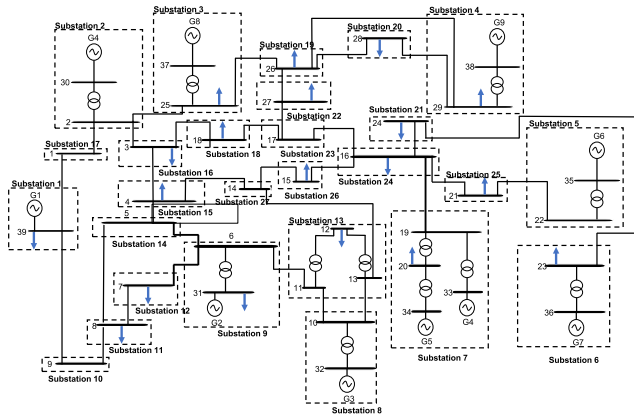 Substation 2
G4
30
2
Substation 3
G8
37
25
Substation 19
26
Substation 20
28
Substation 4
G9
38
29
27
Substation 22
Substation 21
24
Substation 5
G6
35
22
Substation 17
1
3
Substation 16
18
Substation 18
17
Substation 23
16
Substation 24
15
Substation 26
Substation 25
21
Substation 1
G1
39
4
Substation 15
14
Substation 27
5
Substation 14
6
31
G2
Substation 9
Substation 13
12
11
13
19
20
34
G5
33
G4
Substation 7
23
36
G7
Substation 6
7
Substation 12
8
Substation 11
9
Substation 10
10
32
G3
Substation 8